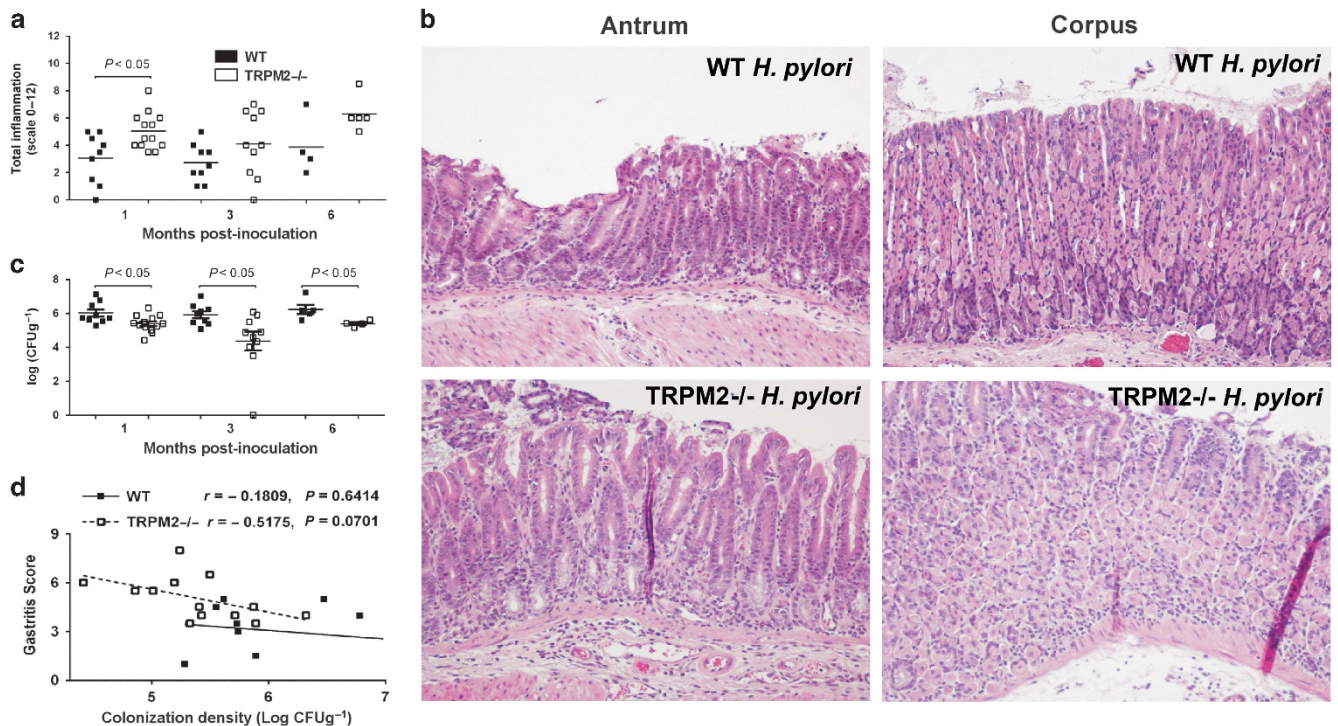 a
12
10
8
6
4
2
0
Total inflammation
(scale 0–12)
P < 0.05
WT
TRPM2–/–
1
3
6
Months post-inoculation
b
Antrum
Corpus
WT H. pylori
WT H. pylori
TRPM2-/- H. pylori
TRPM2-/- H. pylori
c
8
6
4
2
0
log (CFUg⁻¹)
P < 0.05
P < 0.05
P < 0.05
1
3
6
Months post-inoculation
d
WT r = – 0.1809, P = 0.6414
TRPM2–/– r = – 0.5175, P = 0.0701
9
6
3
0
Gastritis Score
5
6
7
Colonization density (Log CFUg⁻¹)